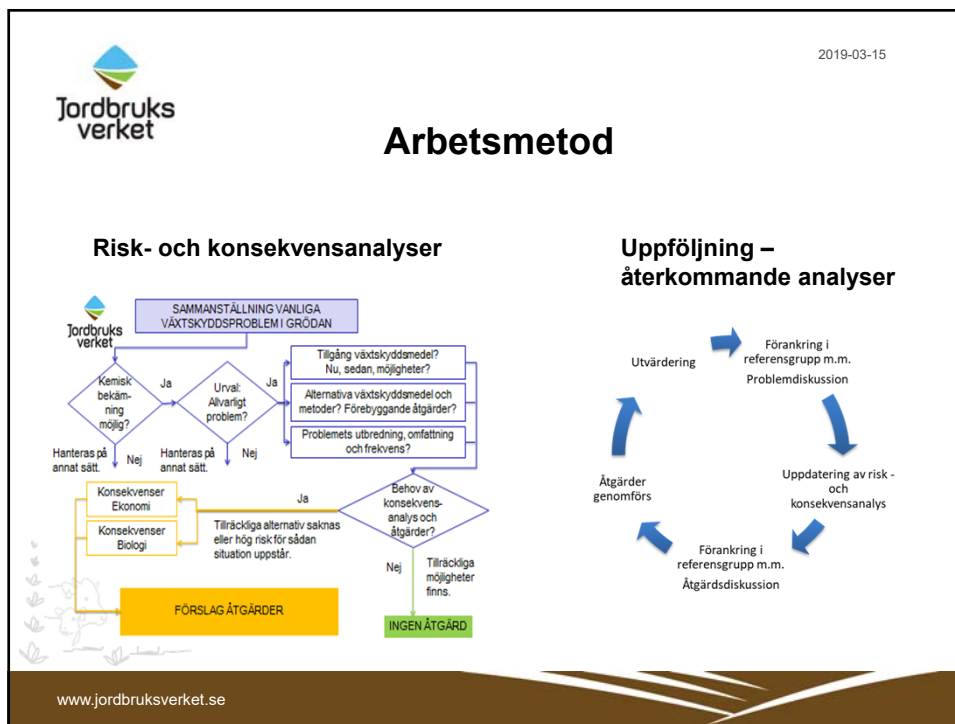 2019-03-15
Jordbruks
verket
Arbetsmetod
Risk- och konsekvensanalyser
Jordbruks
verket
SAMMANSTÄLLNING VANLIGA
VÄXTSKYDDSPROBLEM I GRÖDAN
Kemisk
bekäm-
ning
möjlig?
Ja
Nej
Hanteras på
annat sätt.
Urval:
Allvarligt
problem?
Ja
Nej
Hanteras på
annat sätt.
Tillgång växtskyddsmedel?
Nu, sedan, möjligheter?
Alternativa växtskyddsmedel och
metoder? Förebyggande åtgärder?
Problemets utbredning, omfattning
och frekvens?
Behov av
konsekvens-
analys och
åtgärder?
Ja
Tillräckliga alternativ saknas
eller hög risk för sådan
situation uppstår.
Konsekvenser
Ekonomi
Konsekvenser
Biologi
FÖRSLAG ÅTGÄRDER
Nej
Tillräckliga
möjligheter
finns.
INGEN ÅTGÄRD
Uppföljning –
återkommande analyser
Förankring i
referensgrupp m.m.
Problemdiskussion
Uppdatering av risk -
och
konsekvensanalys
Förankring i
referensgrupp m.m.
Åtgärdsdiskussion
Åtgärder
genomförs
Utvärdering
www.jordbruksverket.se